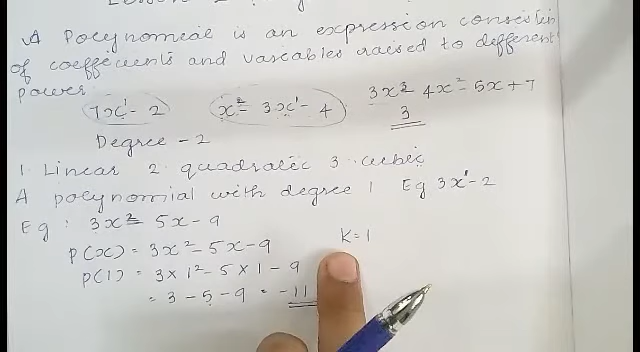 A Polynomial is an expression consistin
of coefficients and variables raised to different
power
7x¹ - 2   x² - 3x¹ - 4   3x³ 4x² - 5x + 7
3
Degree - 2
1. Linear 2. quadratic 3. cubic
A polynomial with degree 1 Eg 3x¹ - 2
Eg : 3x² 5x - 9
P(x) = 3x² - 5x - 9   K = 1
P(1) = 3 × 1² - 5 × 1 - 9
= 3 - 5 - 9 = -11